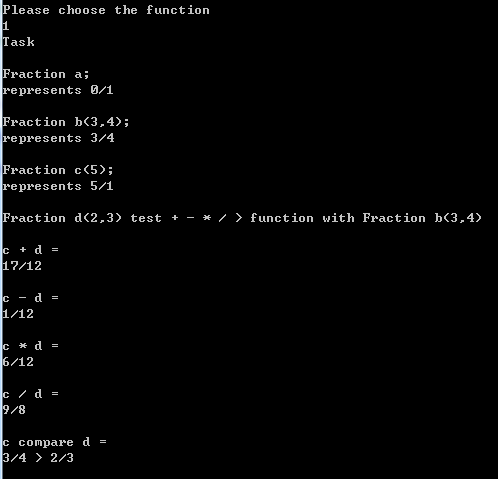 Please choose the function
1
Task
Fraction a;
represents 0/1
Fraction b(3,4);
represents 3/4
Fraction c(5);
represents 5/1
Fraction d(2,3) test + - * / > function with Fraction b(3,4)
c + d =
17/12
c - d =
1/12
c * d =
6/12
c / d =
9/8
c compare d =
3/4 > 2/3